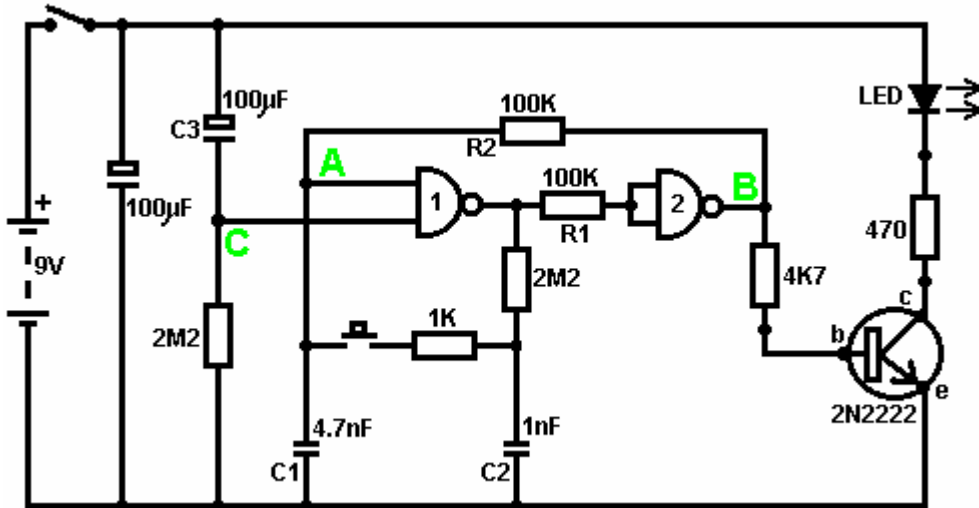 100µF
C3
100µF
+
9V
2M2
A
C
100K
R2
1
100K
R1
2
B
2M2
1K
4.7nF
C1
1nF
C2
4K7
LED
470
c
b
e
2N2222